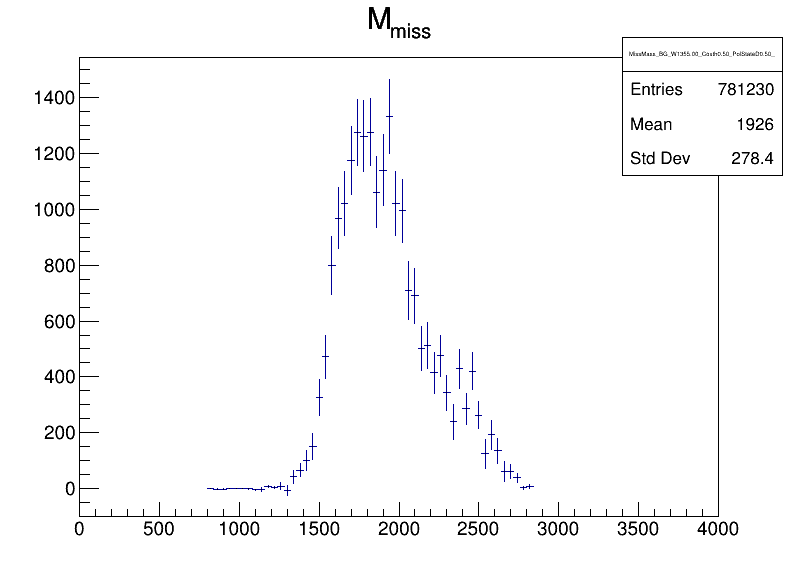 M_miss
MissMass_BG_W1355.00_Costh0.50_PolStateD0.50_
Entries 781230
Mean 1926
Std Dev 278.4
1400
1200
1000
800
600
400
200
0
0 500 1000 1500 2000 2500 3000 3500 4000